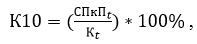 К10 = (СПкП_t / К_t) * 100% ,